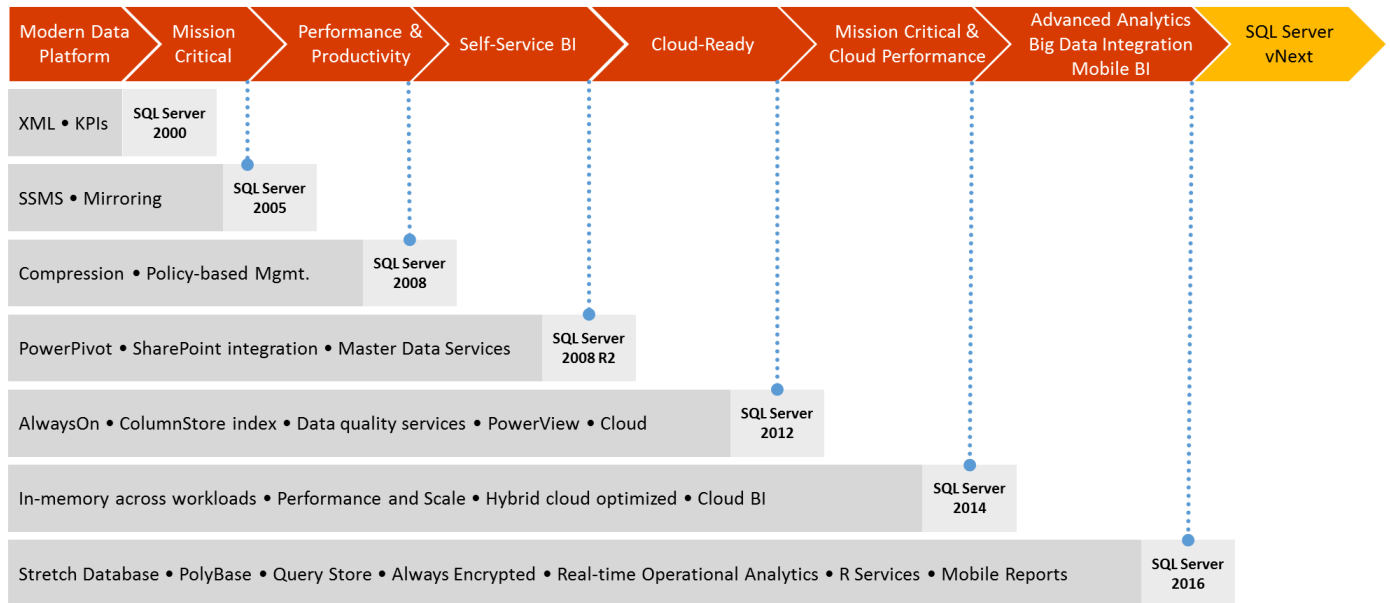 Modern Data
Platform
Mission
Critical
Performance &
Productivity
Self-Service BI
Cloud-Ready
Mission Critical &
Cloud Performance
Advanced Analytics
Big Data Integration
Mobile BI
SQL Server
vNext
XML • KPIs
SQL Server
2000
SSMS • Mirroring
SQL Server
2005
Compression • Policy-based Mgmt.
SQL Server
2008
PowerPivot • SharePoint integration • Master Data Services
SQL Server
2008 R2
AlwaysOn • ColumnStore index • Data quality services • PowerView • Cloud
SQL Server
2012
In-memory across workloads • Performance and Scale • Hybrid cloud optimized • Cloud BI
SQL Server
2014
Stretch Database • PolyBase • Query Store • Always Encrypted • Real-time Operational Analytics • R Services • Mobile Reports
SQL Server
2016